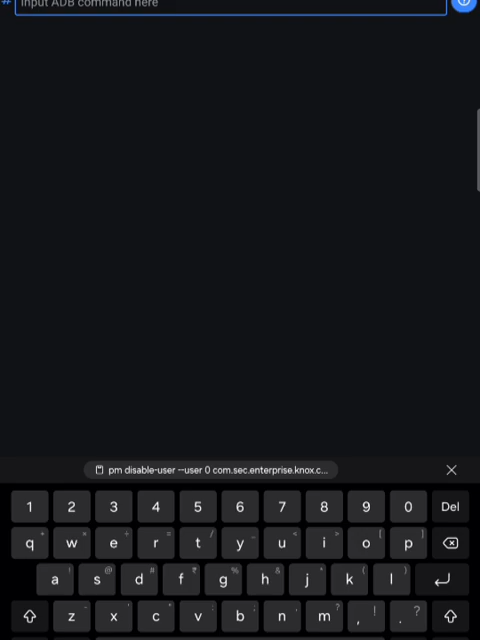 # Input ADB command here
pm disable-user --user 0 com.sec.enterprise.knox.c...
1 2 3 4 5 6 7 8 9 0 Del
q w e r t y u i o p
a s d f g h j k l
z x c v b n m , ! . ?